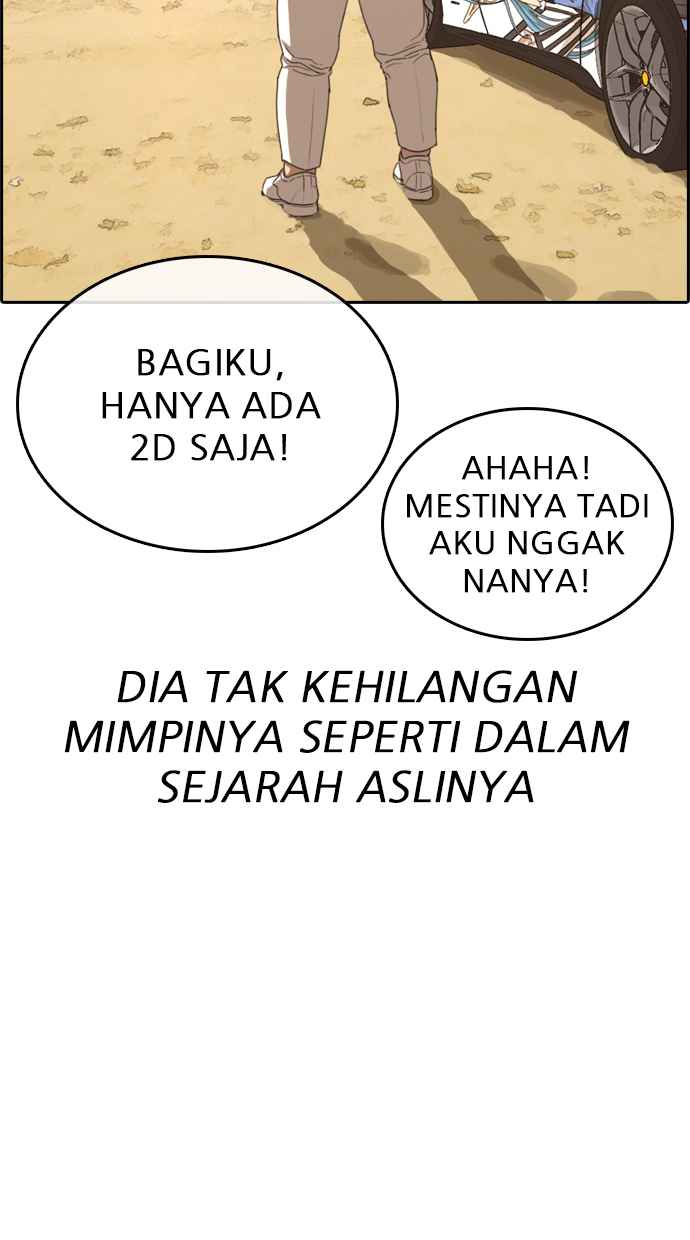 BAGIKU,
HANYA ADA
2D SAJA!
AHAHA!
MESTINYA TADI
AKU NGGAK
NANYA!
DIA TAK KEHILANGAN
MIMPINYA SEPERTI DALAM
SEJARAH ASLINYA